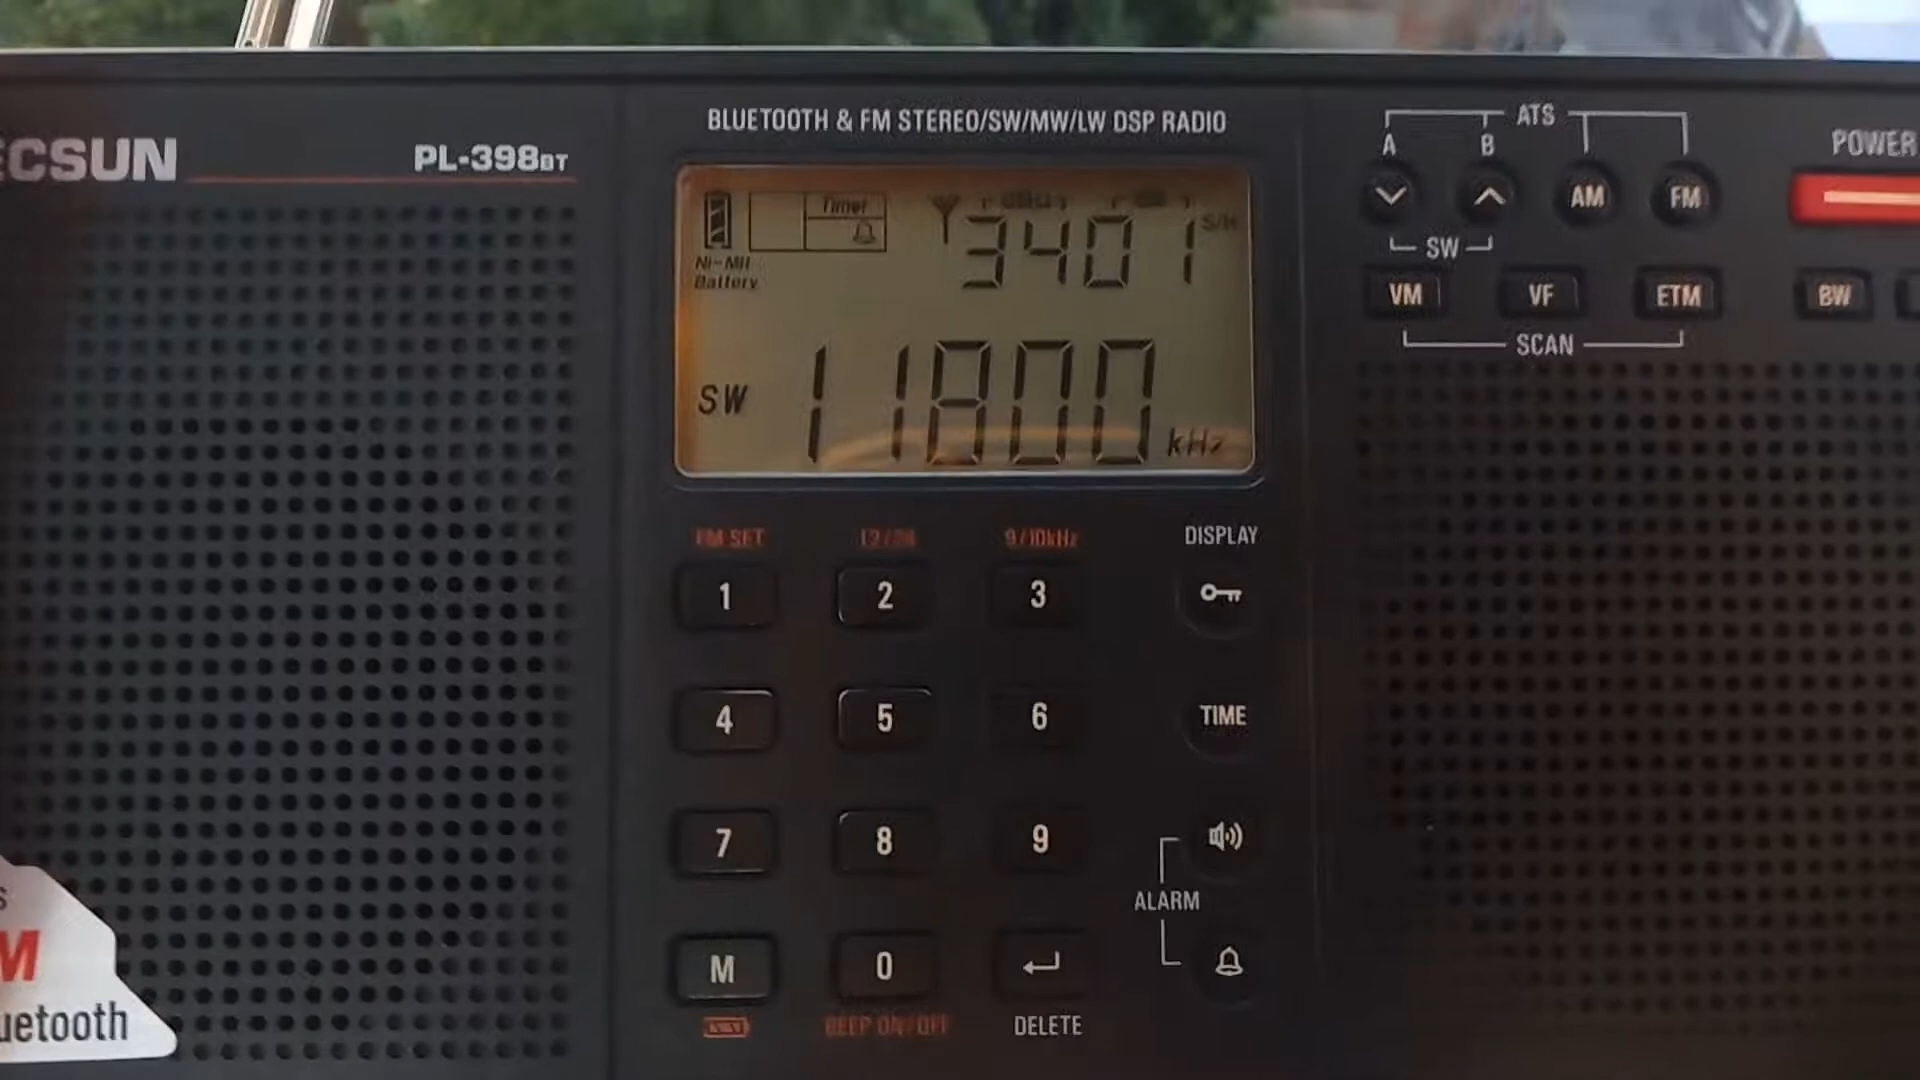 ECSUN
PL-398BT
BLUETOOTH & FM STEREO/SW/MW/LW DSP RADIO
ATS
A B
AM FM
SW
POWER
VM VF ETM BW
SCAN
Timer
3401 S/N
Ni-MH
Battery
SW 11800 kHz
FM SET 9/10kHz DISPLAY
1 2 3
4 5 6 TIME
7 8 9
ALARM
M 0
BEEP ON/OFF DELETE
S
M
uetooth